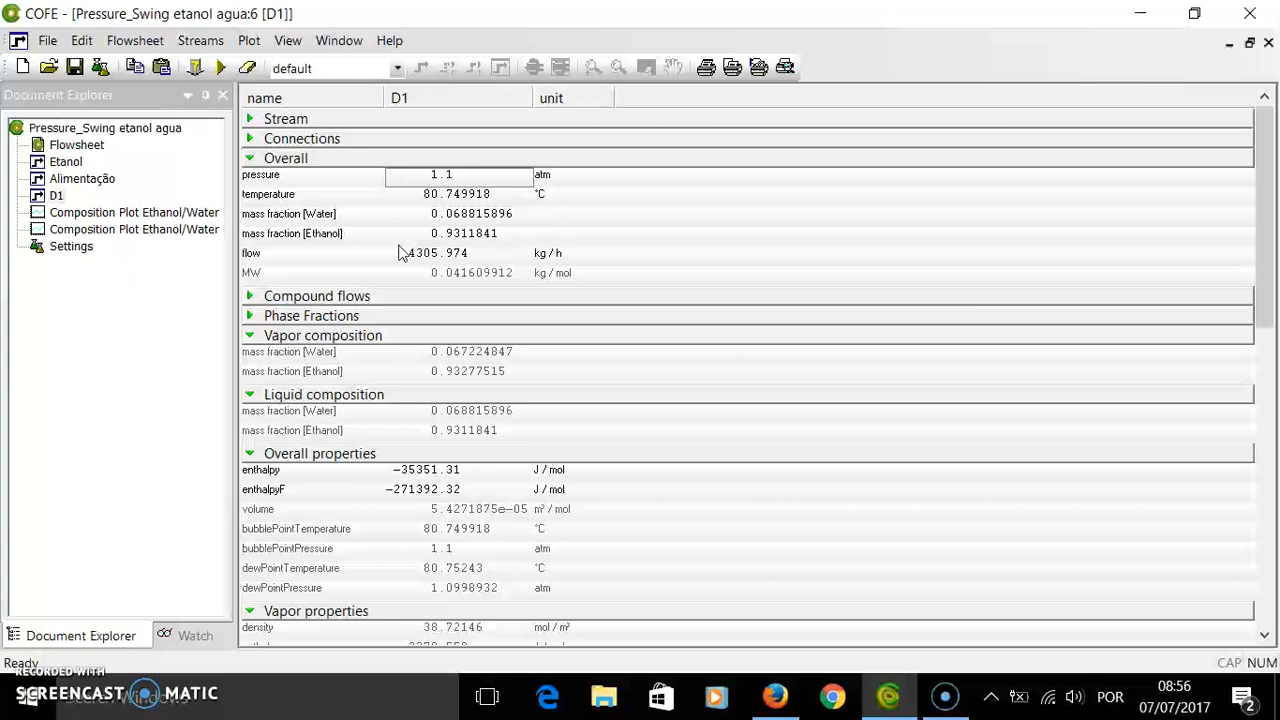 COFE - [Pressure_Swing etanol agua:6 [D1]]
File Edit Flowsheet Streams Plot View Window Help
default
Document Explorer
Pressure_Swing etanol agua
Flowsheet
Etanol
Alimentação
D1
Composition Plot Ethanol/Water
Composition Plot Ethanol/Water
Settings
Document Explorer Watch
name D1 unit
Stream
Connections
Overall
pressure 1.1 atm
temperature 80.749918 °C
mass fraction [Water] 0.068815896
mass fraction [Ethanol] 0.9311841
flow 4305.974 kg / h
MW 0.041609912 kg / mol
Compound flows
Phase Fractions
Vapor composition
mass fraction [Water] 0.067224847
mass fraction [Ethanol] 0.93277515
Liquid composition
mass fraction [Water] 0.068815896
mass fraction [Ethanol] 0.9311841
Overall properties
enthalpy -35351.31 J / mol
enthalpyF -271392.32 J / mol
volume 5.4271875e-05 m³ / mol
bubblePointTemperature 80.749918 °C
bubblePointPressure 1.1 atm
dewPointTemperature 80.75243 °C
dewPointPressure 1.0998932 atm
Vapor properties
density 38.72146 mol / m³
Ready CAP NUM
RECORDED WITH
SCREENCAST MATIC
POR
08:56
07/07/2017
2